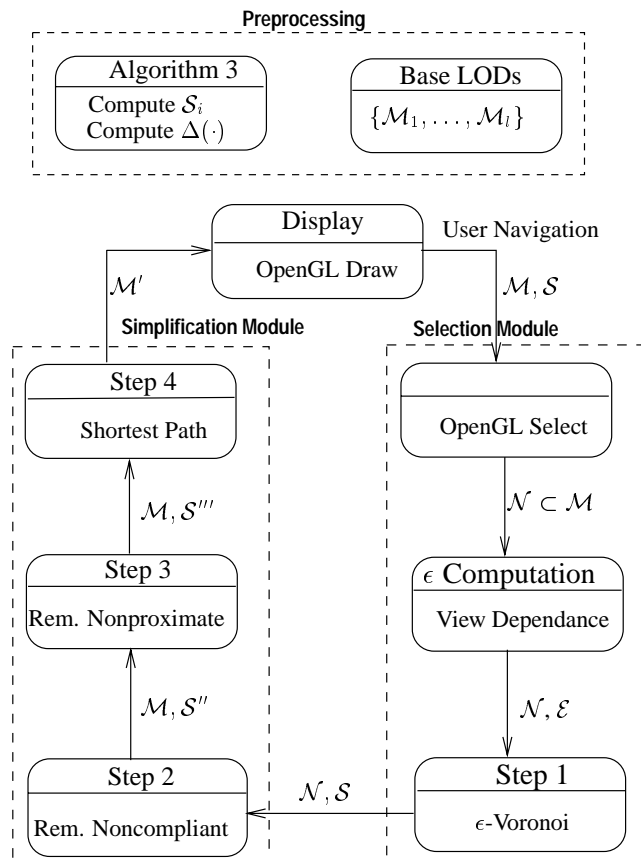 Preprocessing
Algorithm 3
Compute 𝒮ᵢ
Compute Δ(·)
Base LODs
{ℳ₁, . . . , ℳₗ}
Display
OpenGL Draw
User Navigation
ℳ′
ℳ, 𝒮
Simplification Module
Selection Module
Step 4
Shortest Path
OpenGL Select
ℳ, 𝒮′′′
𝒩 ⊂ ℳ
Step 3
Rem. Nonproximate
ϵ Computation
View Dependance
ℳ, 𝒮′′
𝒩, ℰ
Step 2
Rem. Noncompliant
𝒩, 𝒮
Step 1
ϵ-Voronoi